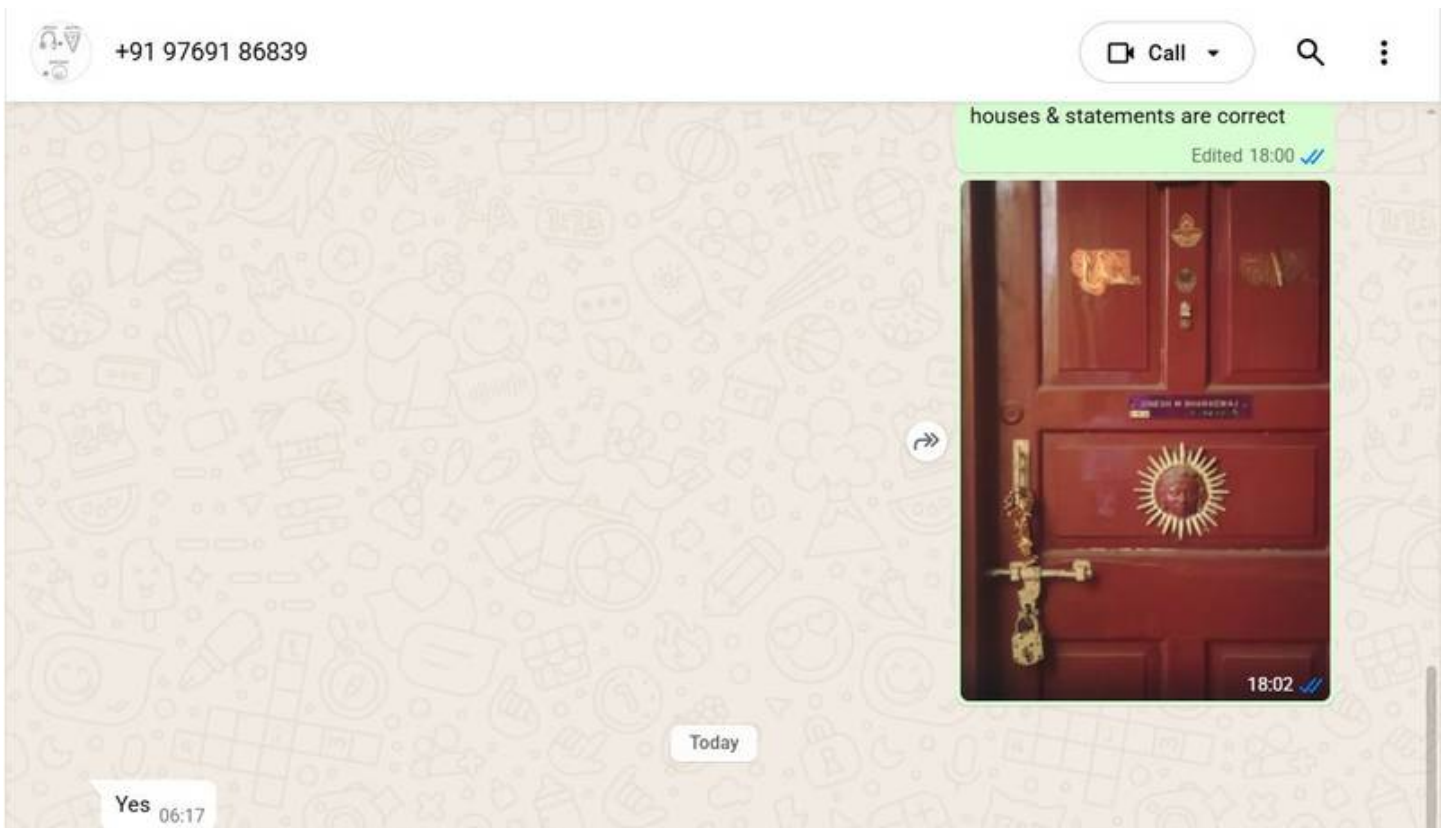 +91 97691 86839
Call
houses & statements are correct
Edited 18:00
18:02
Today
Yes 06:17